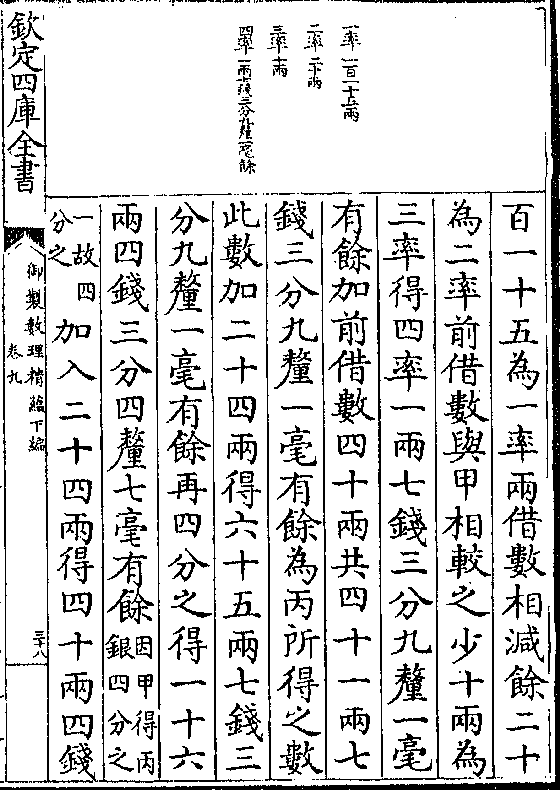 一率 一百一十五兩
二率 二十兩
三率 十兩
四率 一兩七錢三分九釐一毫餘
百一十五為一率兩借數相減餘二十
為二率前借數與甲相較之少十兩為
三率得四率一兩七錢三分九釐一毫
有餘加前借數四十兩共四十一兩七
錢三分九釐一毫有餘為丙所得之數
此數加二十四兩得六十五兩七錢三
分九釐一毫有餘再四分之得一十六
兩四錢三分四釐七毫有餘因甲得丙銀四分之
一故四分之加入二十四兩得四十兩四錢
欽定四庫全書
御製數理精蘊下編
卷九
三十八